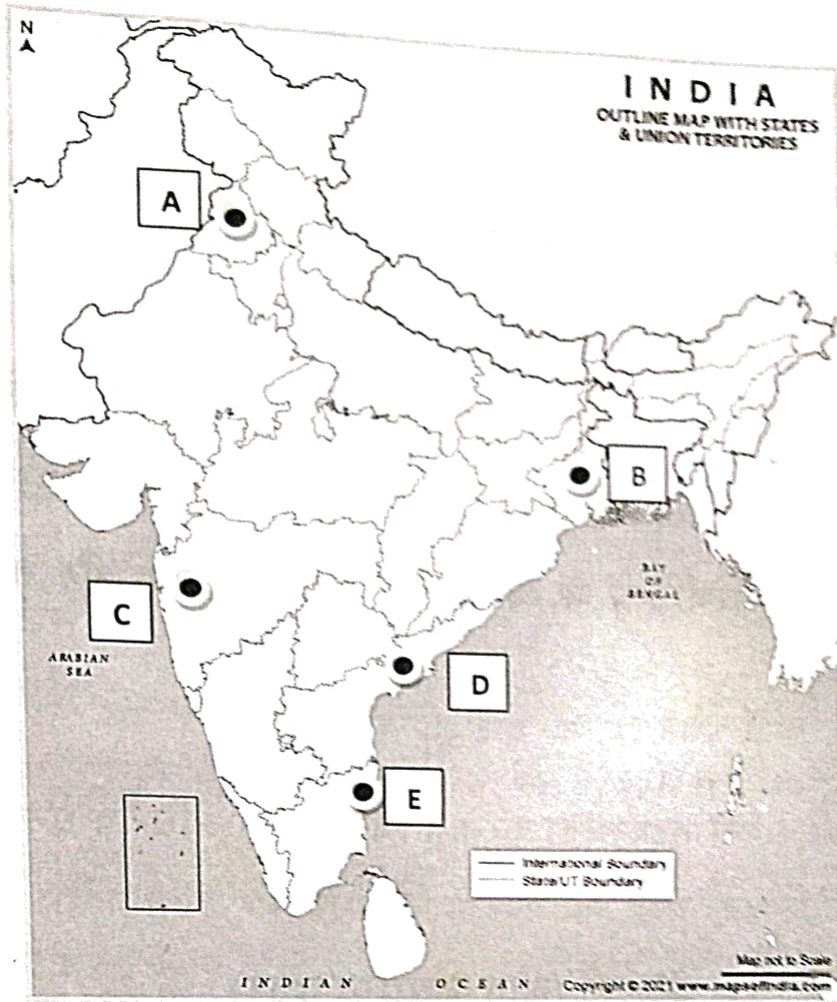 N
INDIA
OUTLINE MAP WITH STATES
& UNION TERRITORIES
A
B
BAY
OF
BENGAL
C
ARABIAN
SEA
D
E
International Boundary
State/UT Boundary
Map not to Scale
INDIAN OCEAN
Copyright © 2021 www.mapsofindia.com